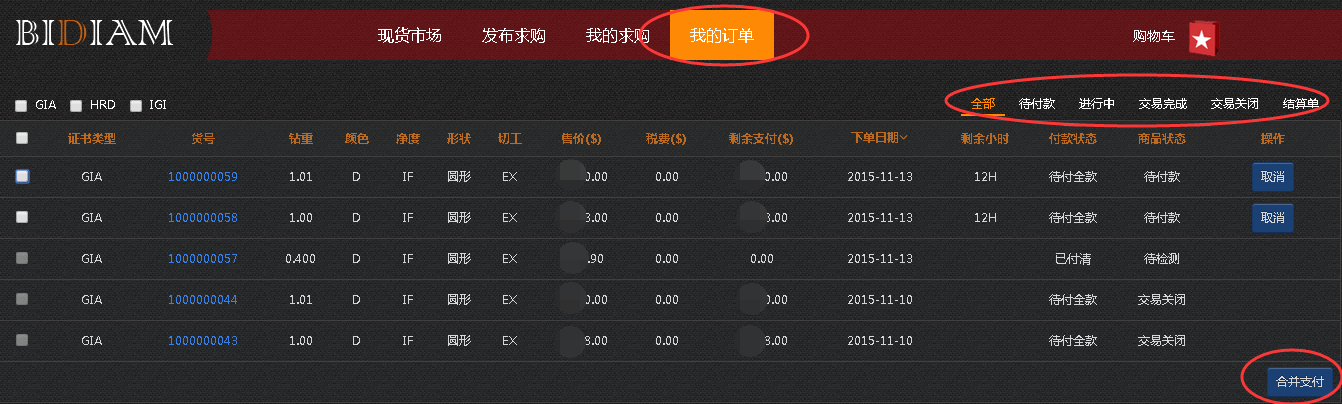 BIDIAM 现货市场 发布求购 我的求购 我的订单 购物车
GIA HRD IGI 全部 待付款 进行中 交易完成 交易关闭 结算单
证书类型 货号 钻重 颜色 净度 形状 切工 售价($) 税费($) 剩余支付($) 下单日期 剩余小时 付款状态 商品状态 操作
GIA 1000000059 1.01 D IF 圆形 EX 0.00 0.00 0.00 2015-11-13 12H 待付全款 待付款 取消
GIA 1000000058 1.00 D IF 圆形 EX 8.00 0.00 8.00 2015-11-13 12H 待付全款 待付款 取消
GIA 1000000057 0.400 D IF 圆形 EX .90 0.00 0.00 2015-11-13 已付清 待检测
GIA 1000000044 1.01 D IF 圆形 EX 0.00 0.00 0.00 2015-11-10 待付全款 交易关闭
GIA 1000000043 1.00 D IF 圆形 EX 8.00 0.00 8.00 2015-11-10 待付全款 交易关闭
合并支付